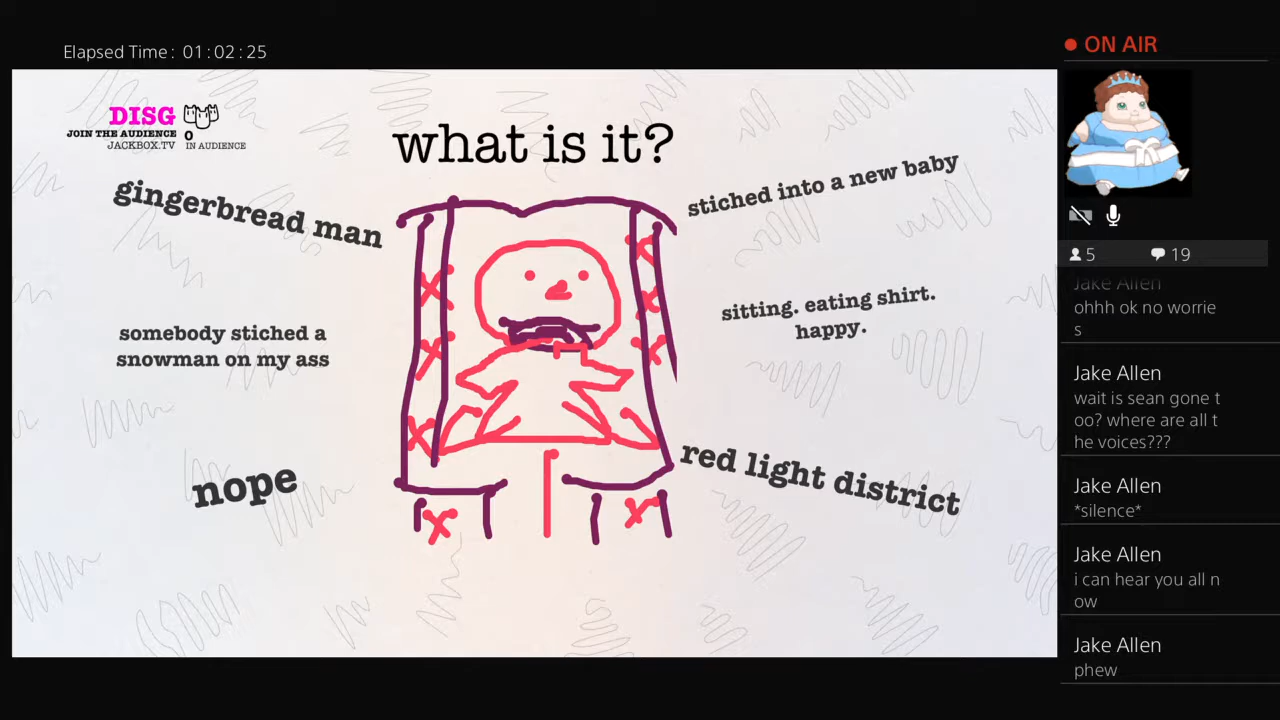 Elapsed Time: 01:02:25
ON AIR
DISG
JOIN THE AUDIENCE
JACKBOX.TV
0
IN AUDIENCE
what is it?
gingerbread man
stiched into a new baby
somebody stiched a
snowman on my ass
sitting. eating shirt.
happy.
nope
red light district
5
19
Jake Allen
ohhh ok no worrie
s
Jake Allen
wait is sean gone t
oo? where are all t
he voices???
Jake Allen
*silence*
Jake Allen
i can hear you all n
ow
Jake Allen
phew